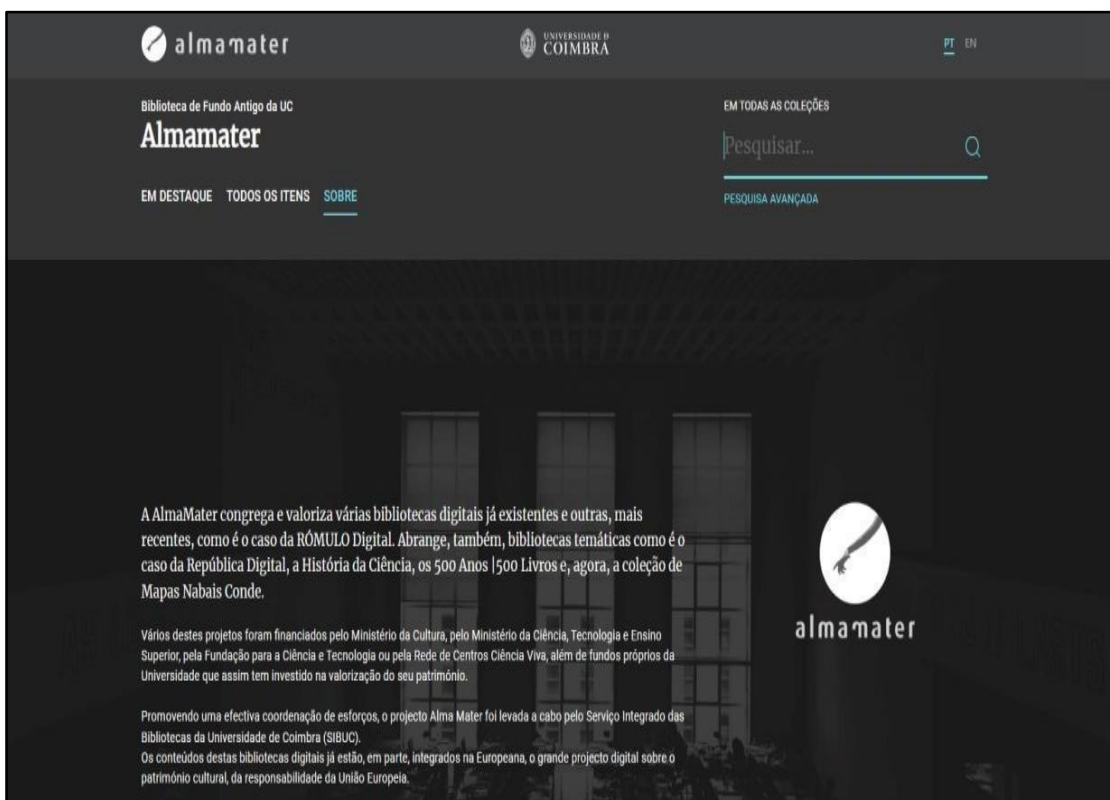 almamater
UNIVERSIDADE D
COIMBRA
PT EN
Biblioteca de Fundo Antigo da UC
Almamater
EM DESTAQUE TODOS OS ITENS SOBRE
EM TODAS AS COLEÇÕES
Pesquisar...
PESQUISA AVANÇADA
A AlmaMater congrega e valoriza várias bibliotecas digitais já existentes e outras, mais
recentes, como é o caso da RÓMULO Digital. Abrange, também, bibliotecas temáticas como é o
caso da República Digital, a História da Ciência, os 500 Anos |500 Livros e, agora, a coleção de
Mapas Nabais Conde.
Vários destes projetos foram financiados pelo Ministério da Cultura, pelo Ministério da Ciência, Tecnologia e Ensino
Superior, pela Fundação para a Ciência e Tecnologia ou pela Rede de Centros Ciência Viva, além de fundos próprios da
Universidade que assim tem investido na valorização do seu património.
Promovendo uma efectiva coordenação de esforços, o projecto Alma Mater foi levada a cabo pelo Serviço Integrado das
Bibliotecas da Universidade de Coimbra (SIBUC).
Os conteúdos destas bibliotecas digitais já estão, em parte, integrados na Europeana, o grande projecto digital sobre o
património cultural, da responsabilidade da União Europeia.
almamater